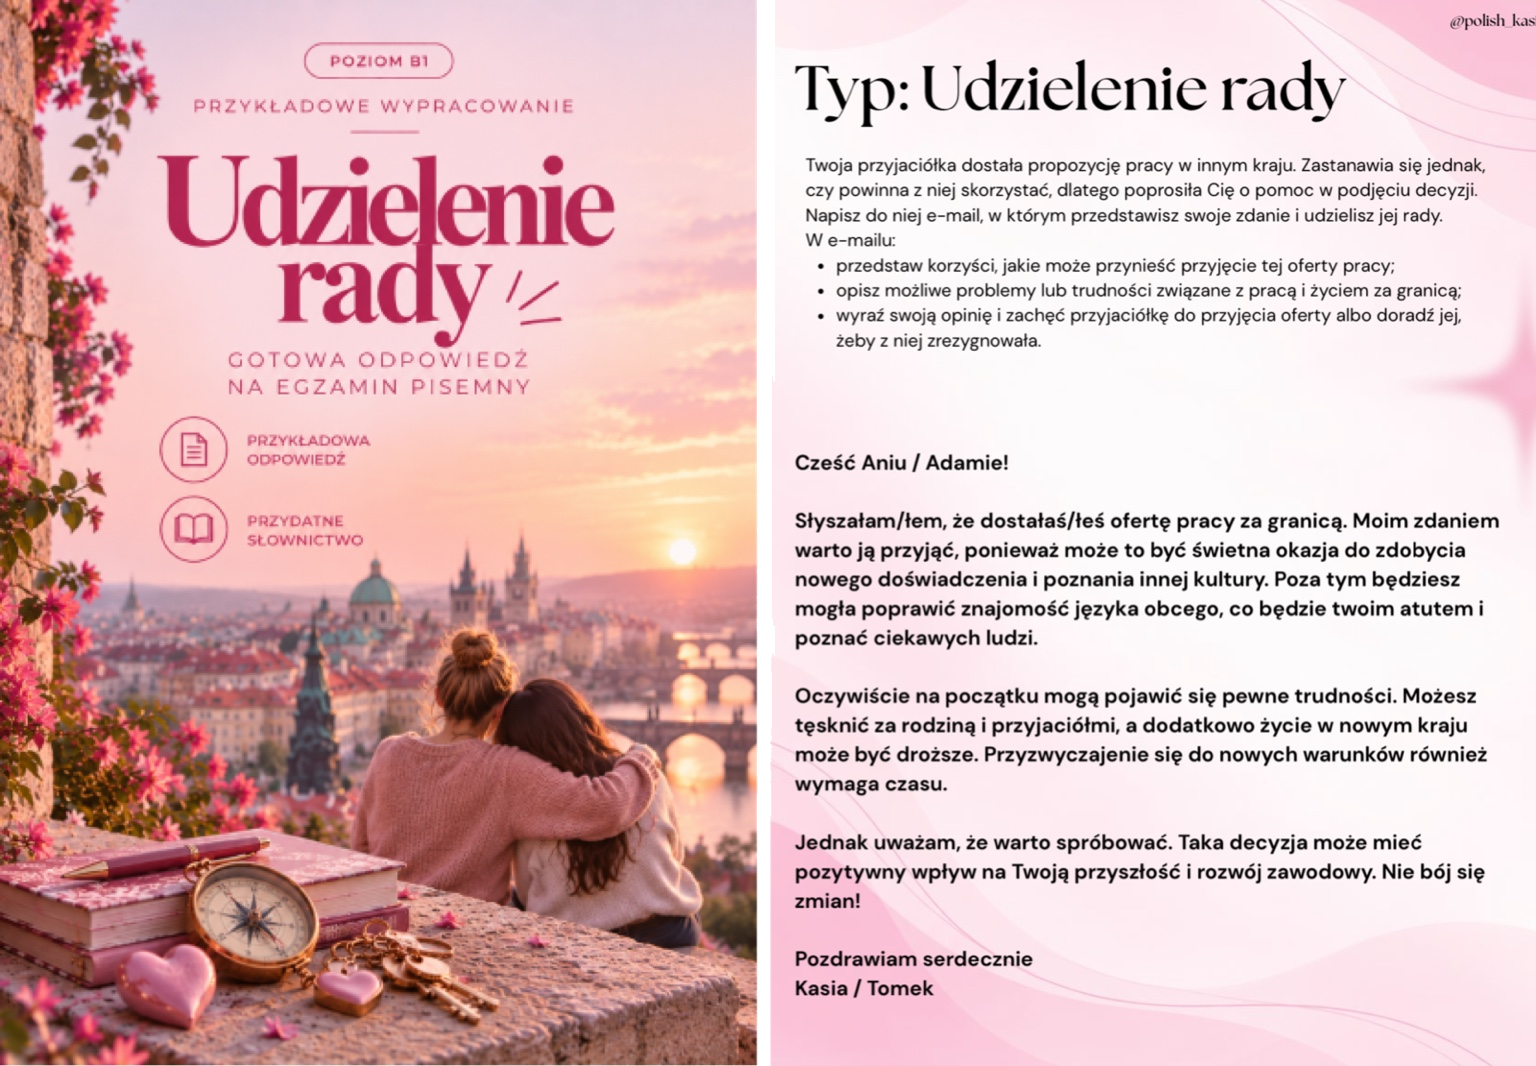 POZIOM B1
PRZYKŁADOWE WYPRACOWANIE
Udzielenie
rady
GOTOWA ODPOWIEDŹ
NA EGZAMIN PISEMNY
PRZYKŁADOWA
ODPOWIEDŹ
PRZYDATNE
SŁOWNICTWO
@polish_kasi
Typ: Udzielenie rady
Twoja przyjaciółka dostała propozycję pracy w innym kraju. Zastanawia się jednak,
czy powinna z niej skorzystać, dlatego poprosiła Cię o pomoc w podjęciu decyzji.
Napisz do niej e-mail, w którym przedstawisz swoje zdanie i udzielisz jej rady.
W e-mailu:
• przedstaw korzyści, jakie może przynieść przyjęcie tej oferty pracy;
• opisz możliwe problemy lub trudności związane z pracą i życiem za granicą;
• wyraź swoją opinię i zachęć przyjaciółkę do przyjęcia oferty albo doradź jej,
żeby z niej zrezygnowała.
Cześć Aniu / Adamie!
Słyszałam/łem, że dostałaś/łeś ofertę pracy za granicą. Moim zdaniem
warto ją przyjąć, ponieważ może to być świetna okazja do zdobycia
nowego doświadczenia i poznania innej kultury. Poza tym będziesz
mogła poprawić znajomość języka obcego, co będzie twoim atutem i
poznać ciekawych ludzi.
Oczywiście na początku mogą pojawić się pewne trudności. Możesz
tęsknić za rodziną i przyjaciółmi, a dodatkowo życie w nowym kraju
może być droższe. Przyzwyczajenie się do nowych warunków również
wymaga czasu.
Jednak uważam, że warto spróbować. Taka decyzja może mieć
pozytywny wpływ na Twoją przyszłość i rozwój zawodowy. Nie bój się
zmian!
Pozdrawiam serdecznie
Kasia / Tomek